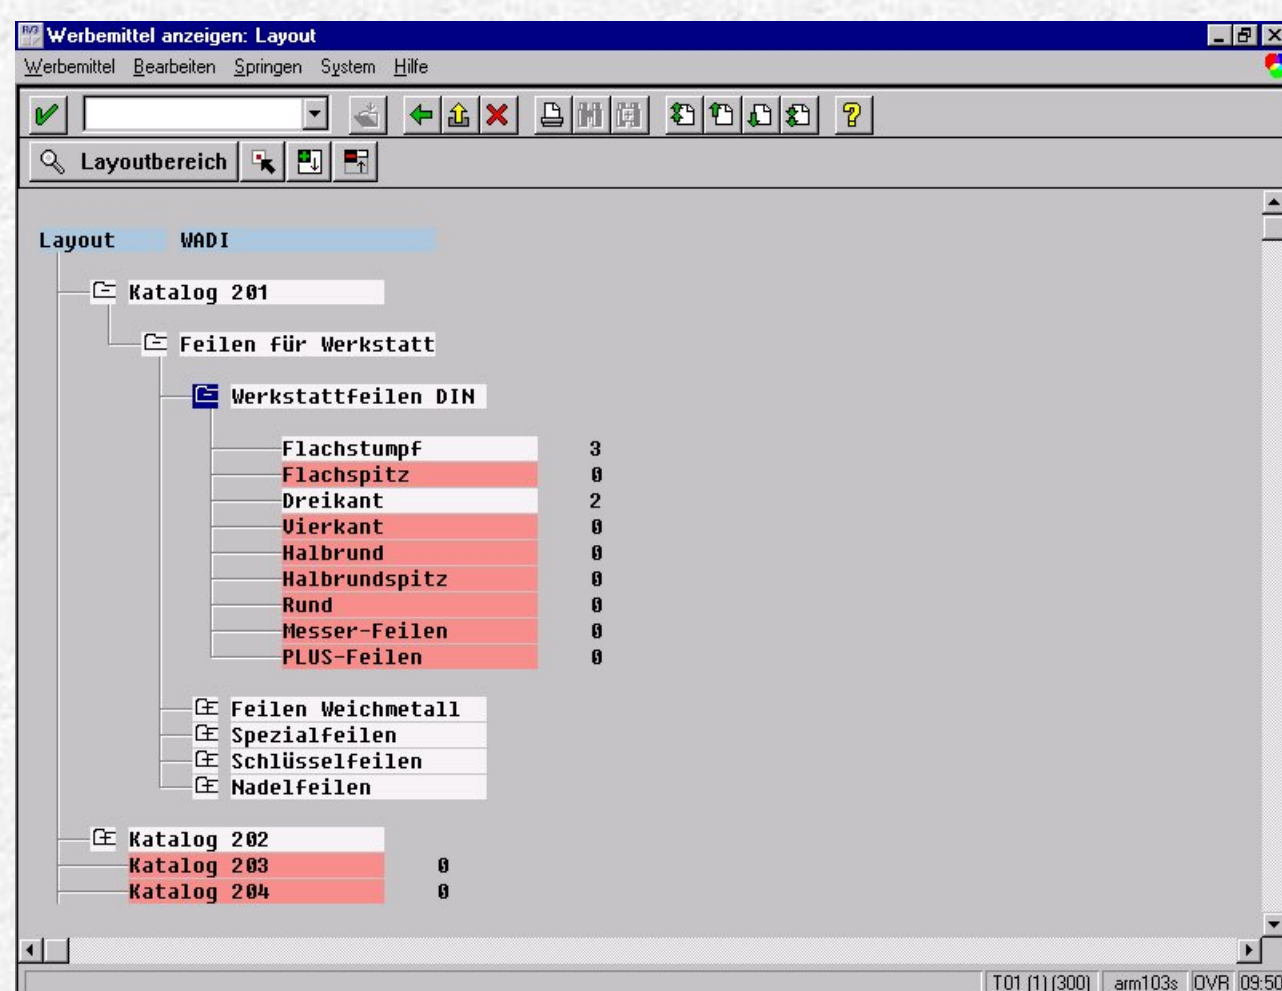 R/3 Werbemittel anzeigen: Layout
Werbemittel Bearbeiten Springen System Hilfe
Layoutbereich
Layout WADI
Katalog 201
Feilen für Werkstatt
Werkstattfeilen DIN
Flachstumpf 3
Flachspitz 0
Dreikant 2
Vierkant 0
Halbrund 0
Halbrundspitz 0
Rund 0
Messer-Feilen 0
PLUS-Feilen 0
Feilen Weichmetall
Spezialfeilen
Schlüsselfeilen
Nadelfeilen
Katalog 202
Katalog 203 0
Katalog 204 0
T01 (1) (300) arm103s OVR 09:50